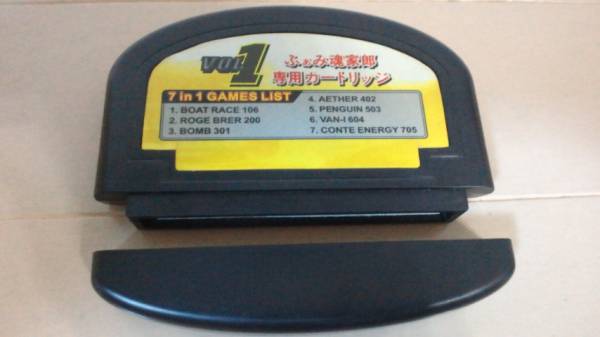 VOL 1
ふぁみ魂家郎
専用カートリッジ
7 in 1 GAMES LIST
1. BOAT RACE 106
2. ROGE BRER 200
3. BOMB 301
4. AETHER 402
5. PENGUIN 503
6. VAN-I 604
7. CONTE ENERGY 705